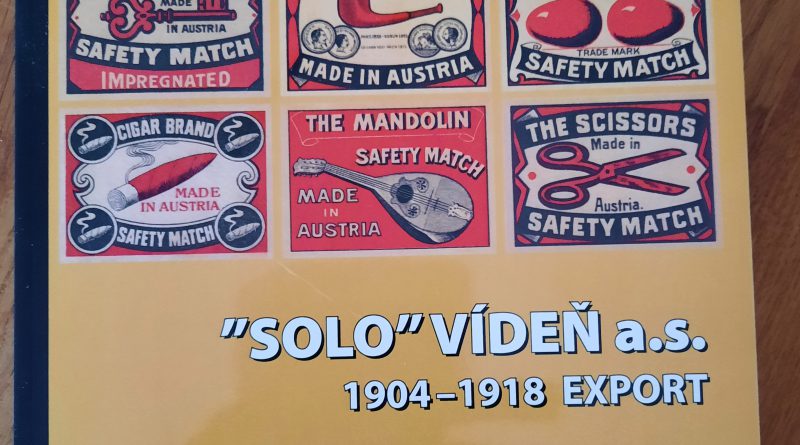 MADE
IN AUSTRIA
SAFETY MATCH
IMPREGNATED
MADE IN AUSTRIA
TRADE MARK
SAFETY MATCH
CIGAR BRAND
MADE
IN AUSTRIA
SAFETY MATCH
THE MANDOLIN
SAFETY MATCH
MADE
IN
AUSTRIA
THE SCISSORS
Made in
Austria.
SAFETY MATCH
"SOLO" VÍDEŇ a.s.
1904–1918 EXPORT